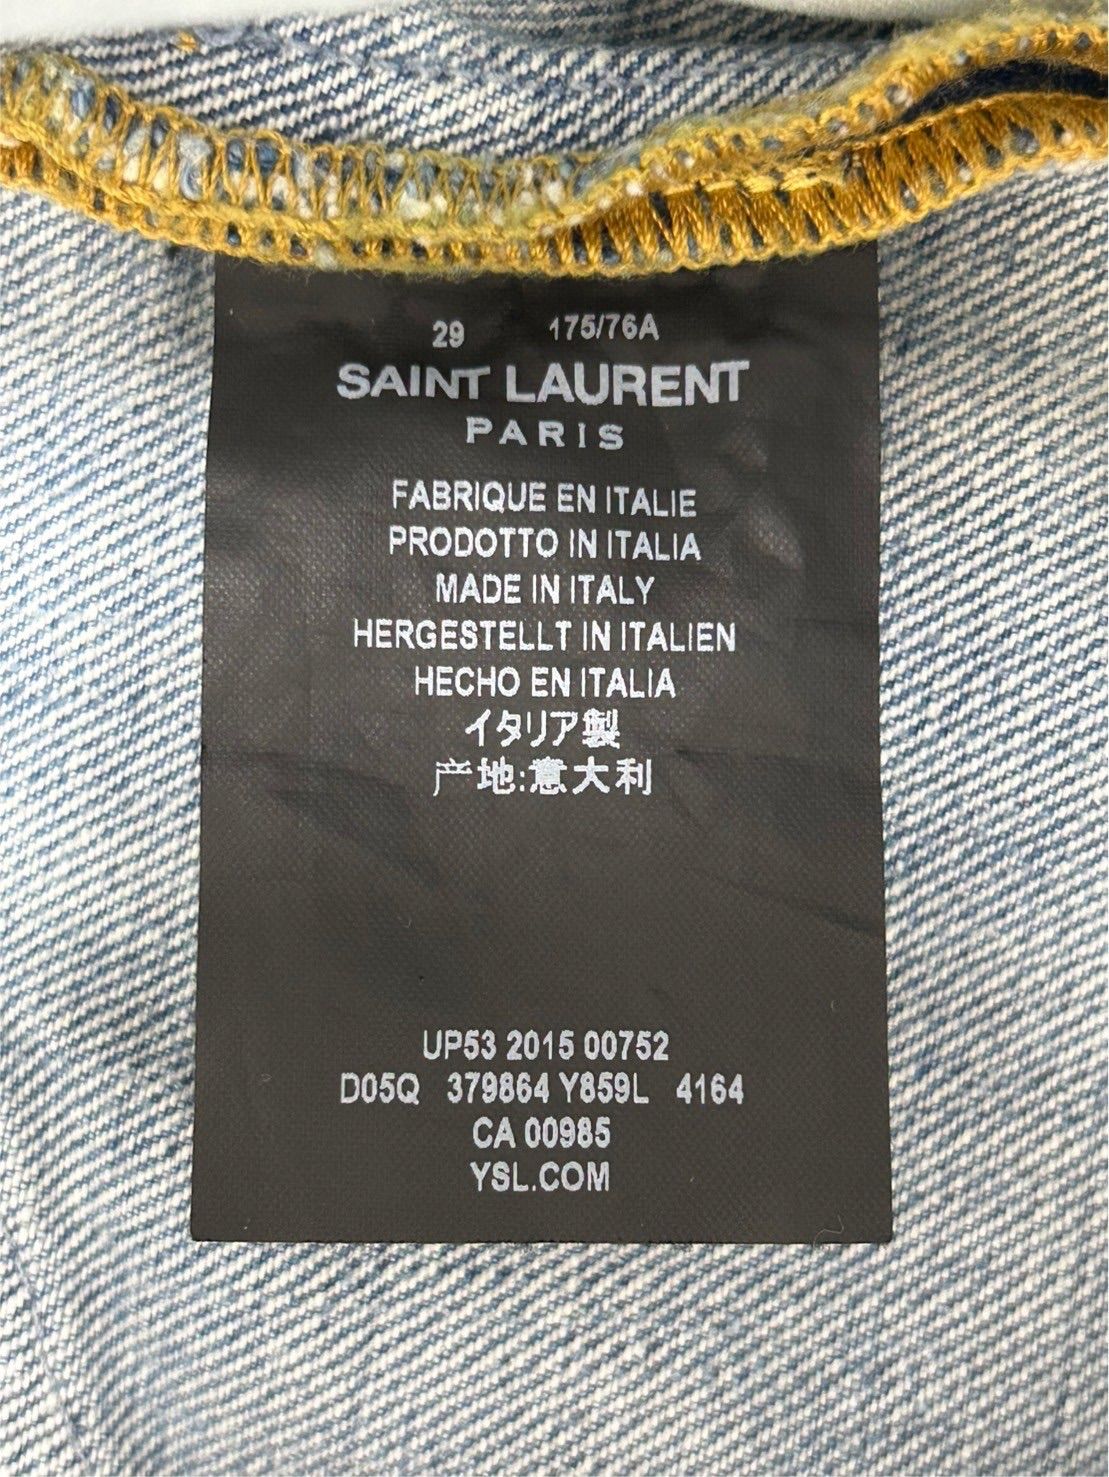 29 175/76A
SAINT LAURENT
PARIS
FABRIQUE EN ITALIE
PRODOTTO IN ITALIA
MADE IN ITALY
HERGESTELLT IN ITALIEN
HECHO EN ITALIA
イタリア製
产地:意大利
UP53 2015 00752
D05Q 379864 Y859L 4164
CA 00985
YSL.COM